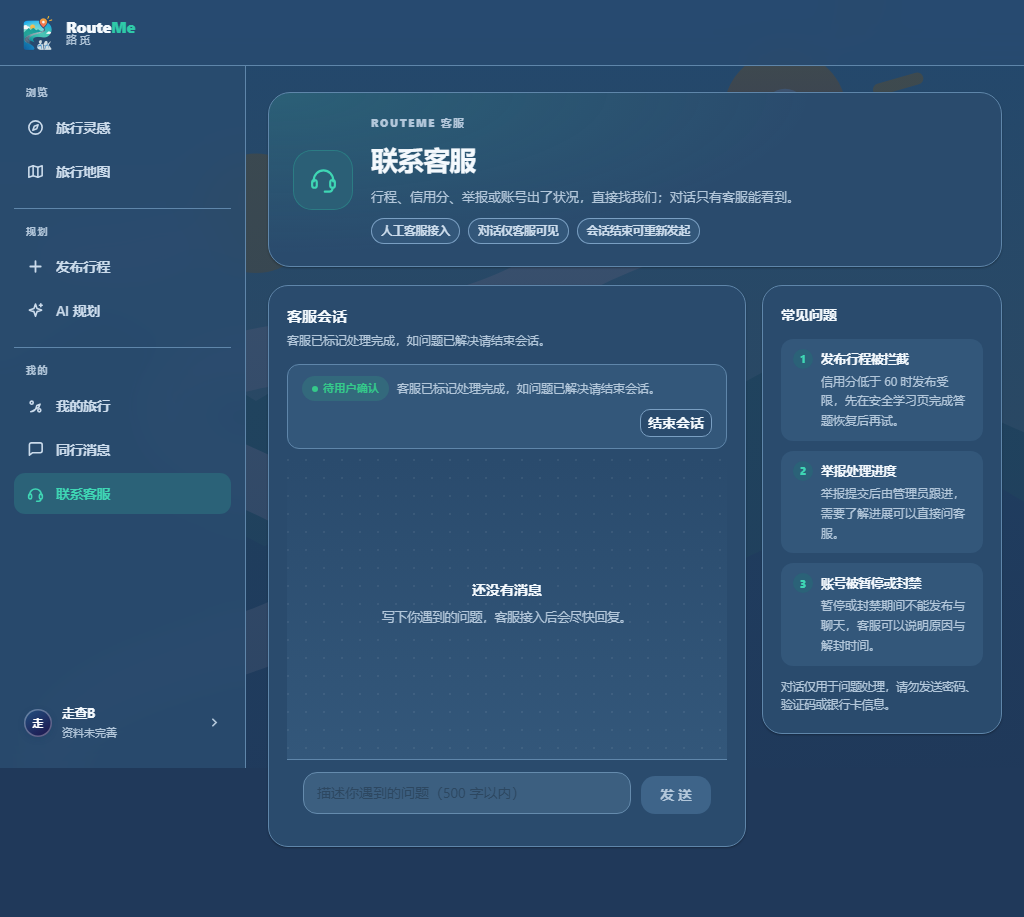 RouteMe
路觅
浏览
旅行灵感
旅行地图
规划
发布行程
AI 规划
我的
我的旅行
同行消息
联系客服
走
走查B
资料未完善
ROUTEME 客服
联系客服
行程、信用分、举报或账号出了状况，直接找我们；对话只有客服能看到。
人工客服接入
对话仅客服可见
会话结束可重新发起
客服会话
客服已标记处理完成，如问题已解决请结束会话。
待用户确认
客服已标记处理完成，如问题已解决请结束会话。
结束会话
还没有消息
写下你遇到的问题，客服接入后会尽快回复。
描述你遇到的问题（500 字以内）
发 送
常见问题
1 发布行程被拦截
信用分低于 60 时发布受
限，先在安全学习页完成答
题恢复后再试。
2 举报处理进度
举报提交后由管理员跟进，
需要了解进展可以直接问客
服。
3 账号被暂停或封禁
暂停或封禁期间不能发布与
聊天，客服可以说明原因与
解封时间。
对话仅用于问题处理，请勿发送密码、
验证码或银行卡信息。